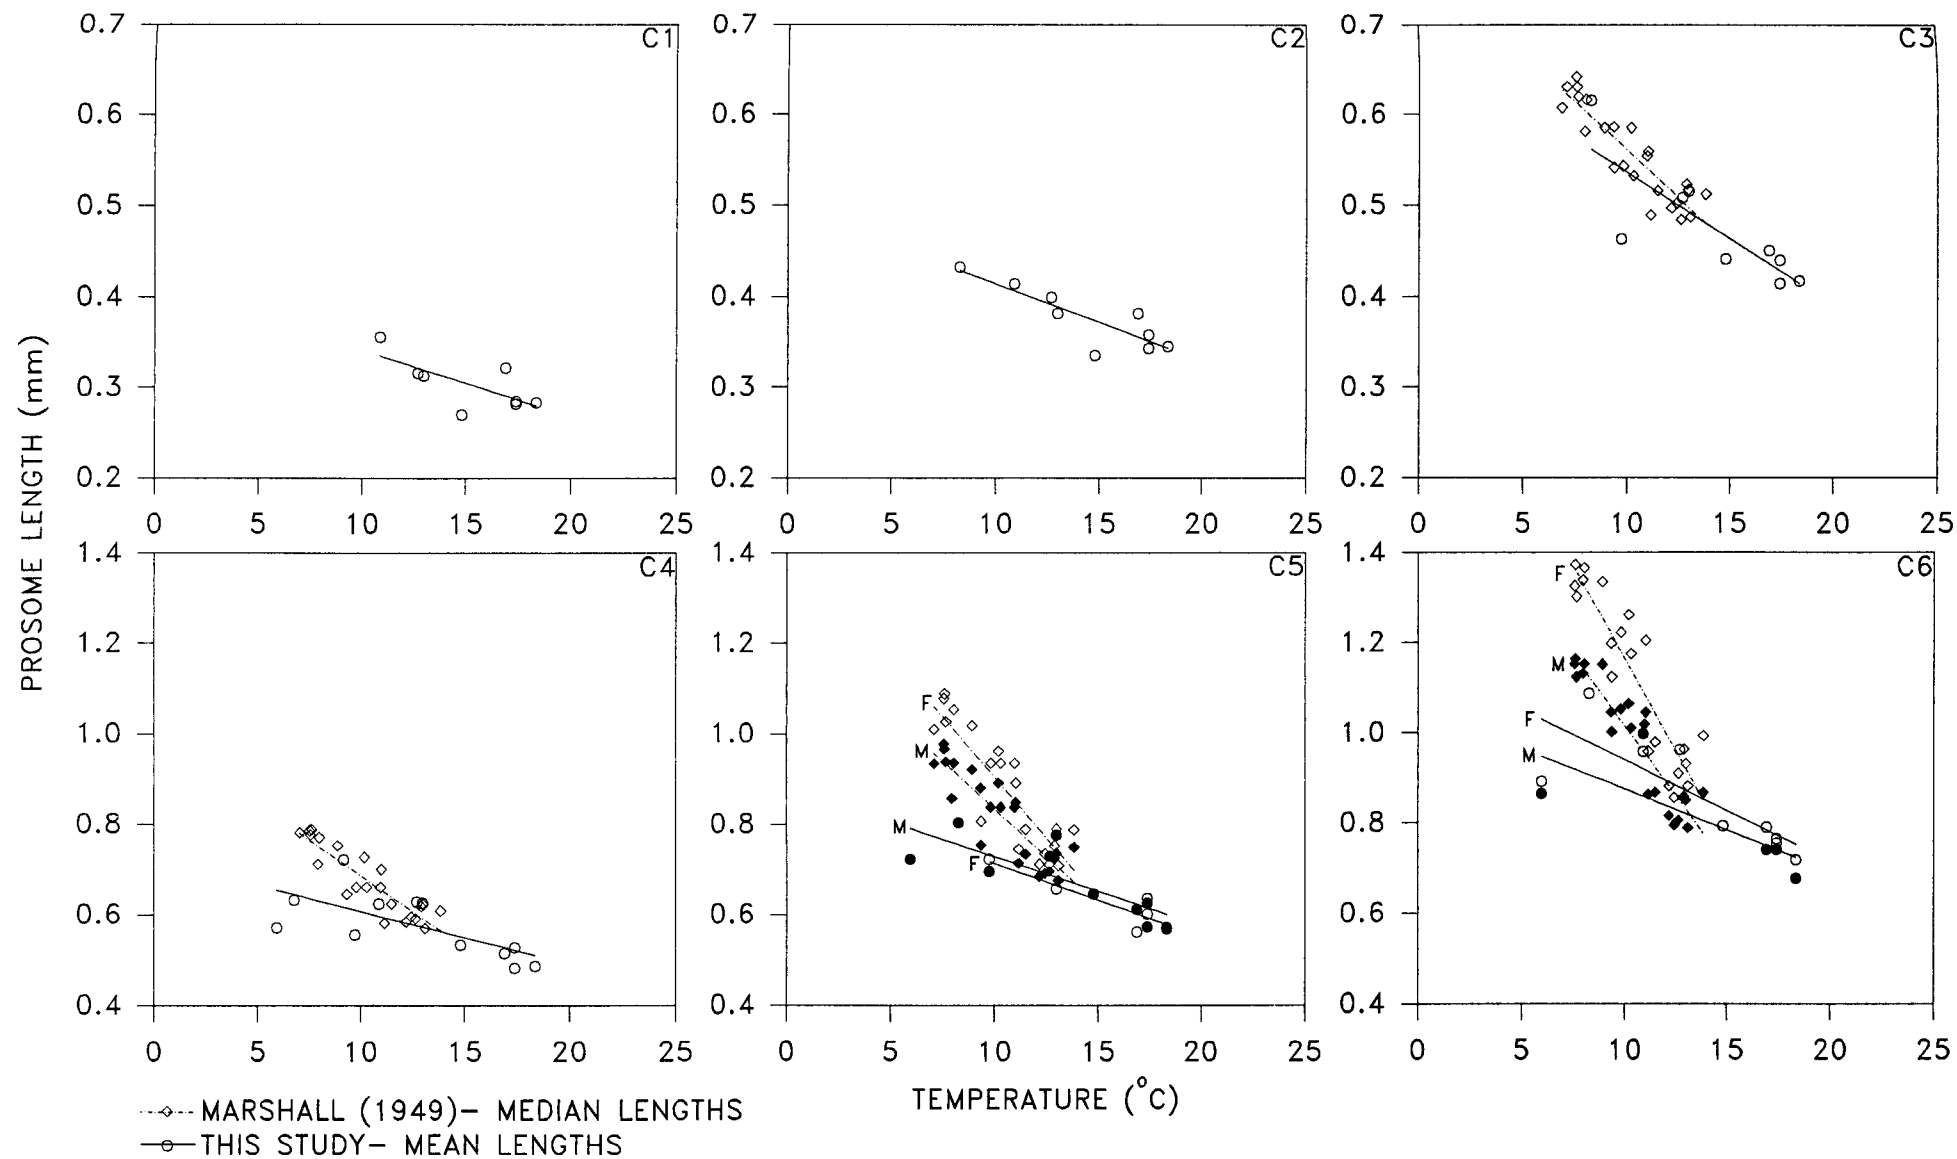 PROSOME LENGTH (mm)
0.7 0.6 0.5 0.4 0.3 0.2
C1
0 5 10 15 20 25
0.7 0.6 0.5 0.4 0.3 0.2
C2
0 5 10 15 20 25
0.7 0.6 0.5 0.4 0.3 0.2
C3
0 5 10 15 20 25
1.4 1.2 1.0 0.8 0.6 0.4
C4
0 5 10 15 20 25
1.4 1.2 1.0 0.8 0.6 0.4
C5
F
M
M
F
0 5 10 15 20 25
1.4 1.2 1.0 0.8 0.6 0.4
C6
F
M
F
M
0 5 10 15 20 25
TEMPERATURE (°C)
MARSHALL (1949)– MEDIAN LENGTHS
THIS STUDY– MEAN LENGTHS